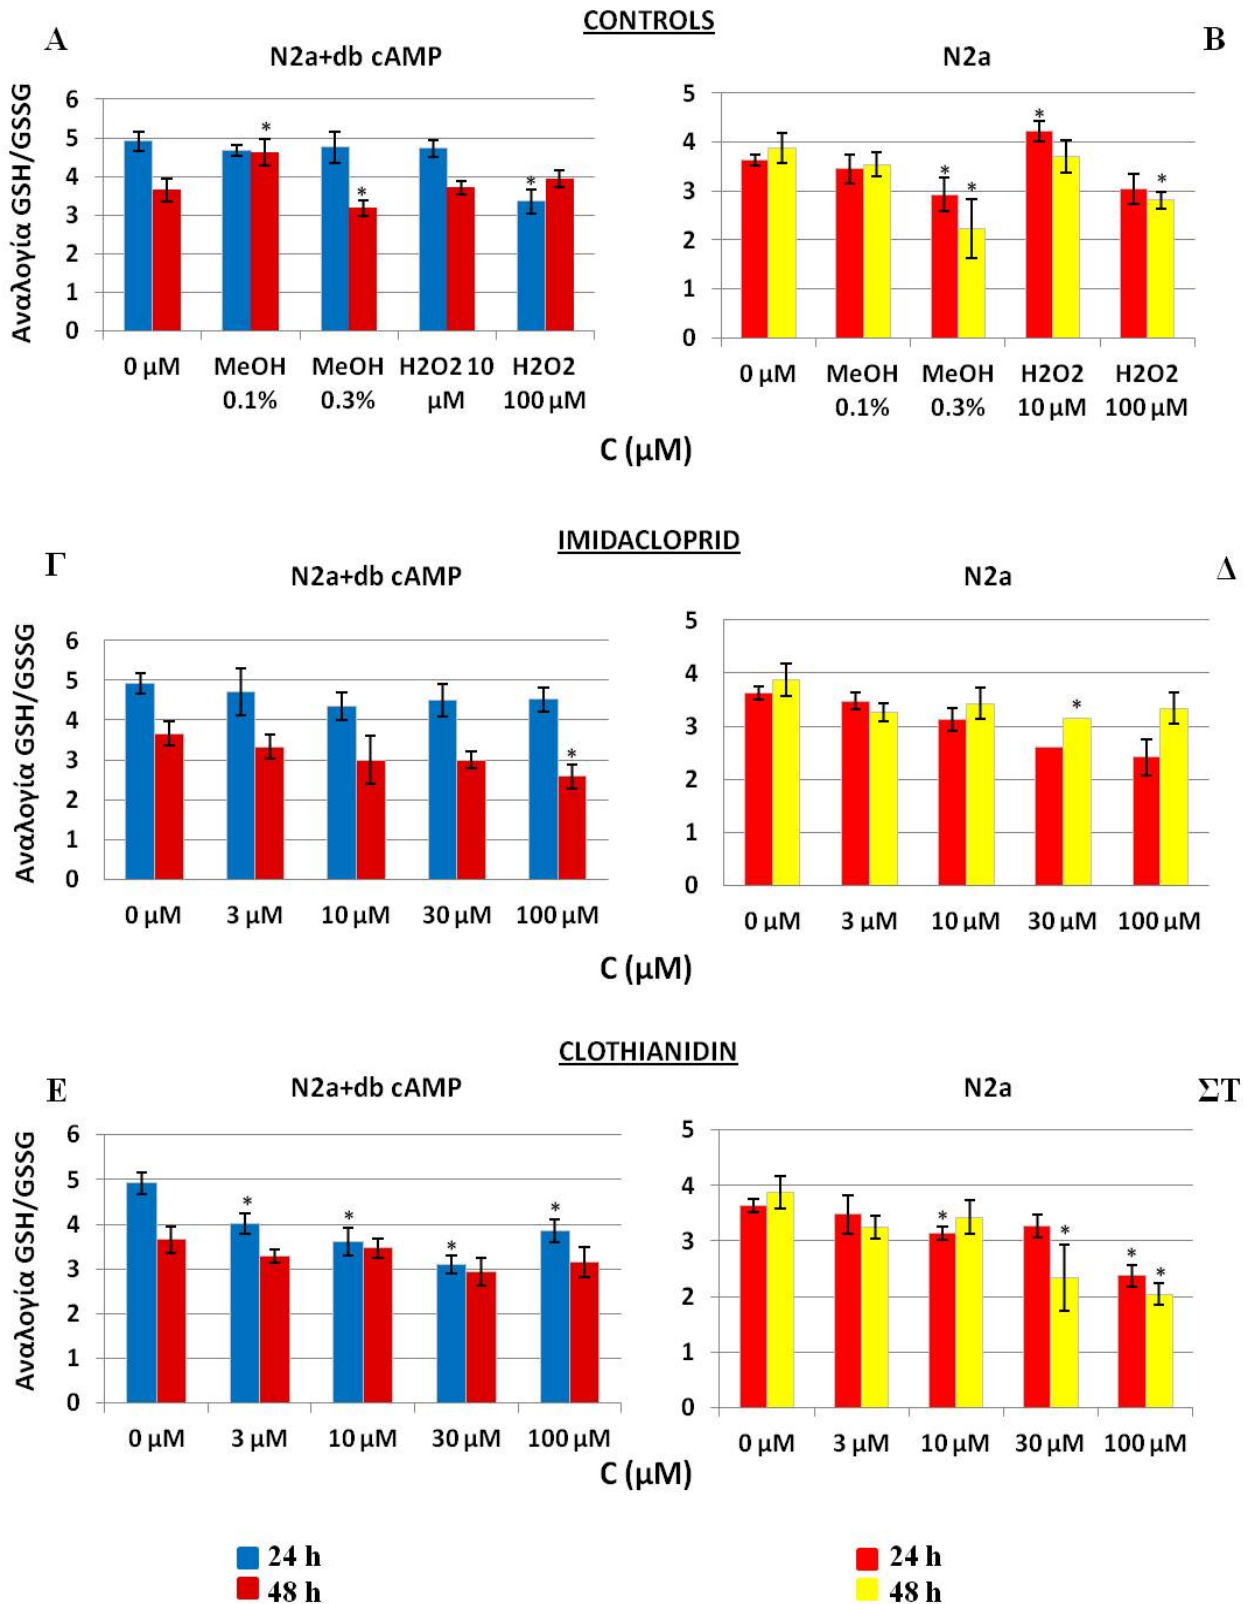 CONTROLS
A
B
N2a+db cAMP
N2a
Αναλογία GSH/GSSG
6
5
4
3
2
1
0
*
*
*
0 μM
MeOH
0.1%
MeOH
0.3%
H2O2 10
μM
H2O2
100 μM
5
4
3
2
1
0
*
*
*
*
0 μM
MeOH
0.1%
MeOH
0.3%
H2O2
10 μM
H2O2
100 μM
C (μM)
IMIDACLOPRID
Γ
Δ
N2a+db cAMP
N2a
Αναλογία GSH/GSSG
6
5
4
3
2
1
0
*
0 μM
3 μM
10 μM
30 μM
100 μM
5
4
3
2
1
0
*
0 μM
3 μM
10 μM
30 μM
100 μM
C (μM)
CLOTHIANIDIN
E
ΣΤ
N2a+db cAMP
N2a
Αναλογία GSH/GSSG
6
5
4
3
2
1
0
*
*
*
*
0 μM
3 μM
10 μM
30 μM
100 μM
5
4
3
2
1
0
*
*
*
*
0 μM
3 μM
10 μM
30 μM
100 μM
C (μM)
24 h
48 h
24 h
48 h